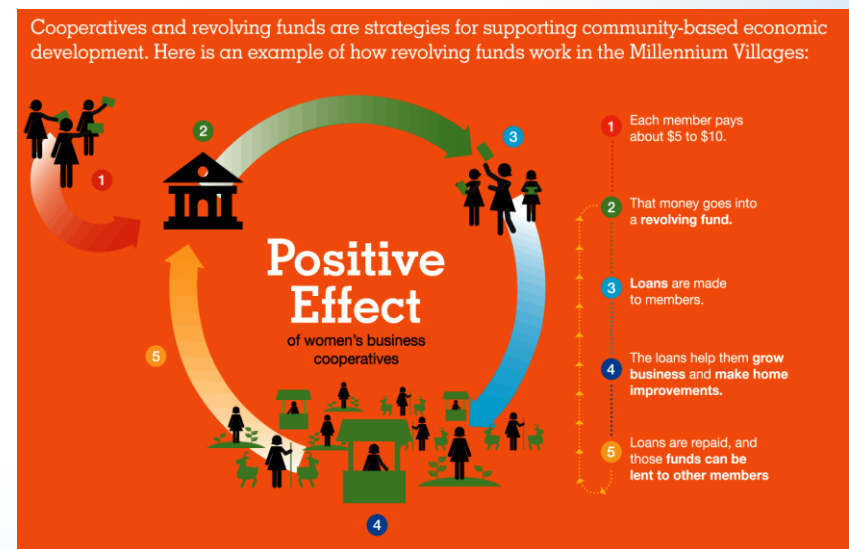 Cooperatives and revolving funds are strategies for supporting community-based economic
development. Here is an example of how revolving funds work in the Millennium Villages:
1
2
3
Positive
Effect
of women's business
cooperatives
5
4
1 Each member pays
about $5 to $10.
2 That money goes into
a revolving fund.
3 Loans are made
to members.
4 The loans help them grow
business and make home
improvements.
5 Loans are repaid, and
those funds can be
lent to other members